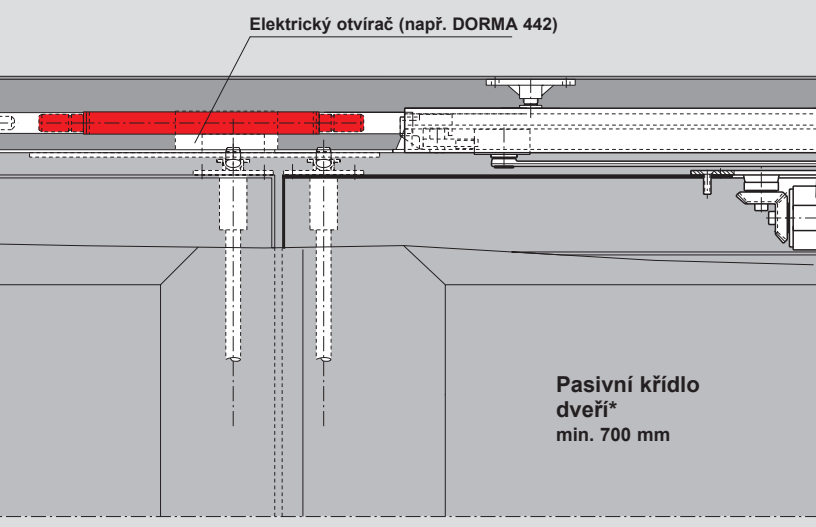 Elektrický otvírač (např. DORMA 442)
Pasivní křídlo
dveří*
min. 700 mm